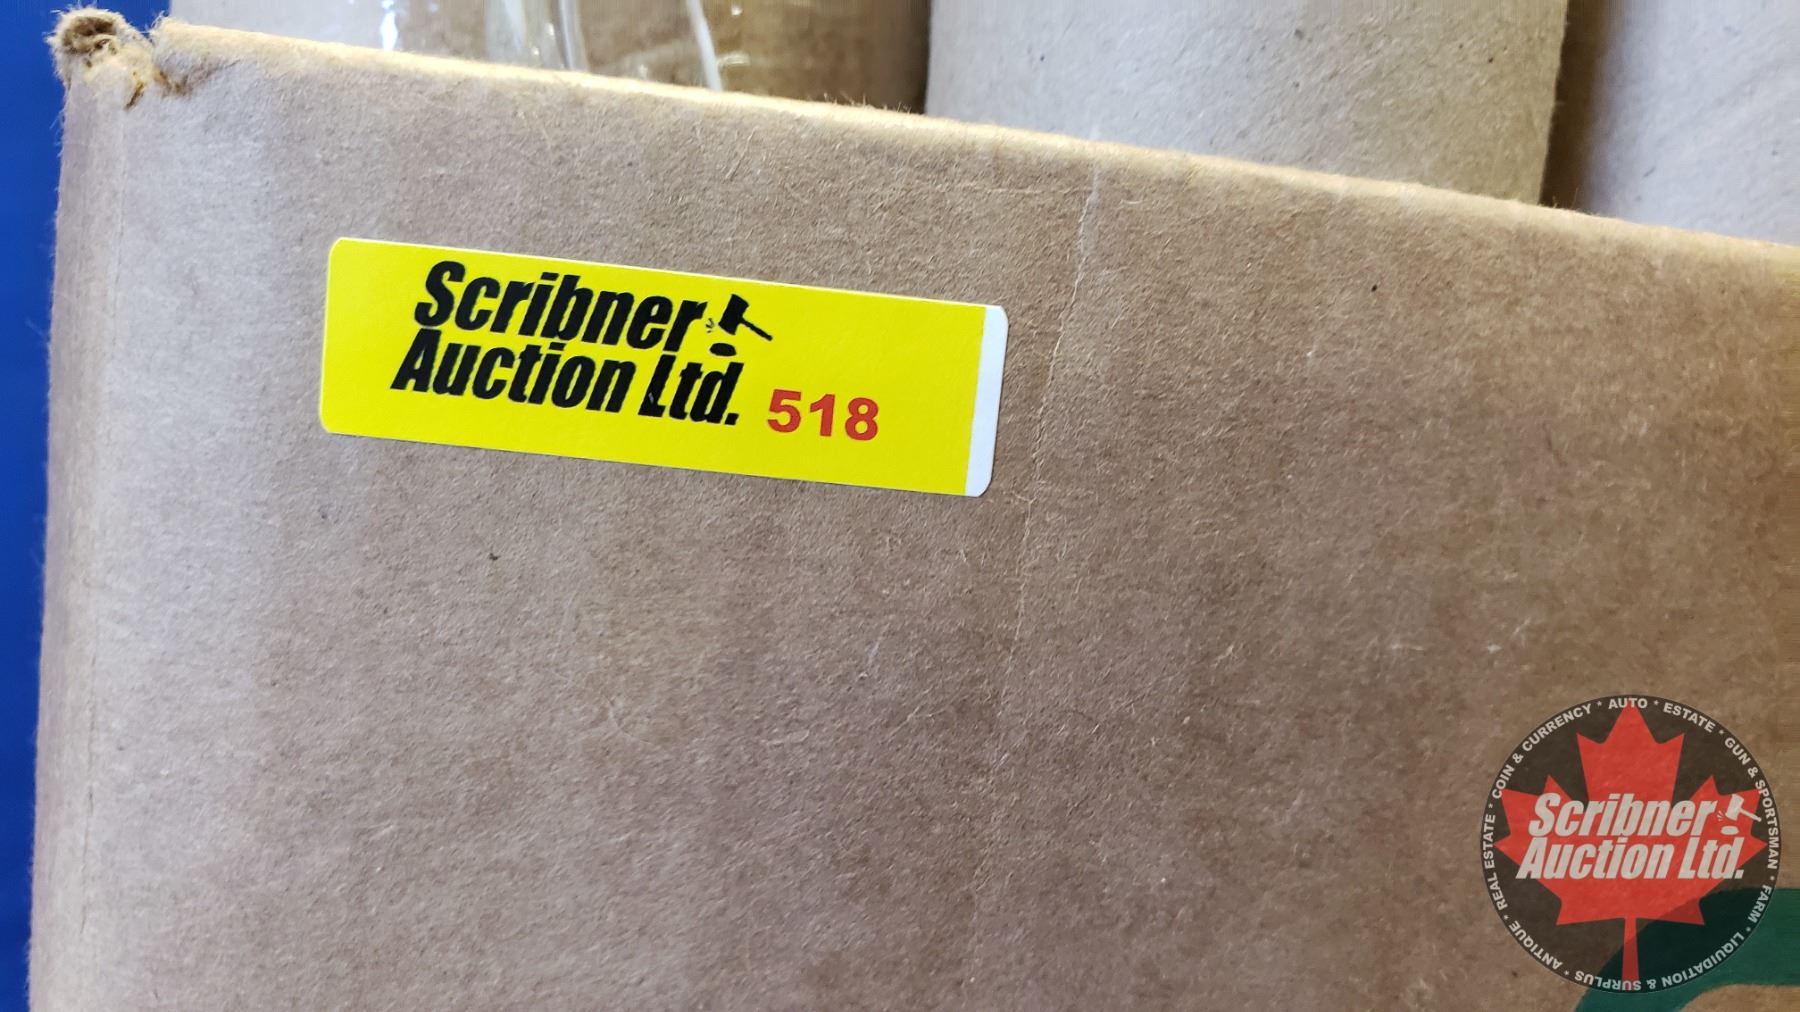 Scribner
Auction Ltd. 518
COIN & CURRENCY * AUTO * ESTATE * GUN & SPORTSMAN * FARM * LIQUIDATION & SURPLUS * ANTIQUE * REAL ESTATE *
Scribner
Auction Ltd.